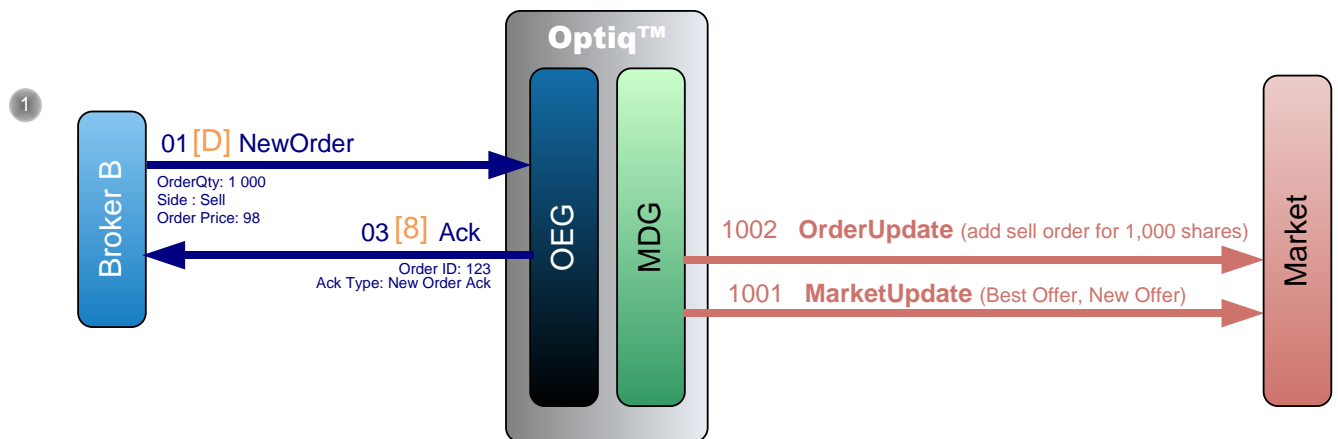 Optiq™
1
Broker B
01 [D] NewOrder
OrderQty: 1 000
Side : Sell
Order Price: 98
03 [8] Ack
Order ID: 123
Ack Type: New Order Ack
OEG
MDG
1002 OrderUpdate (add sell order for 1,000 shares)
1001 MarketUpdate (Best Offer, New Offer)
Market